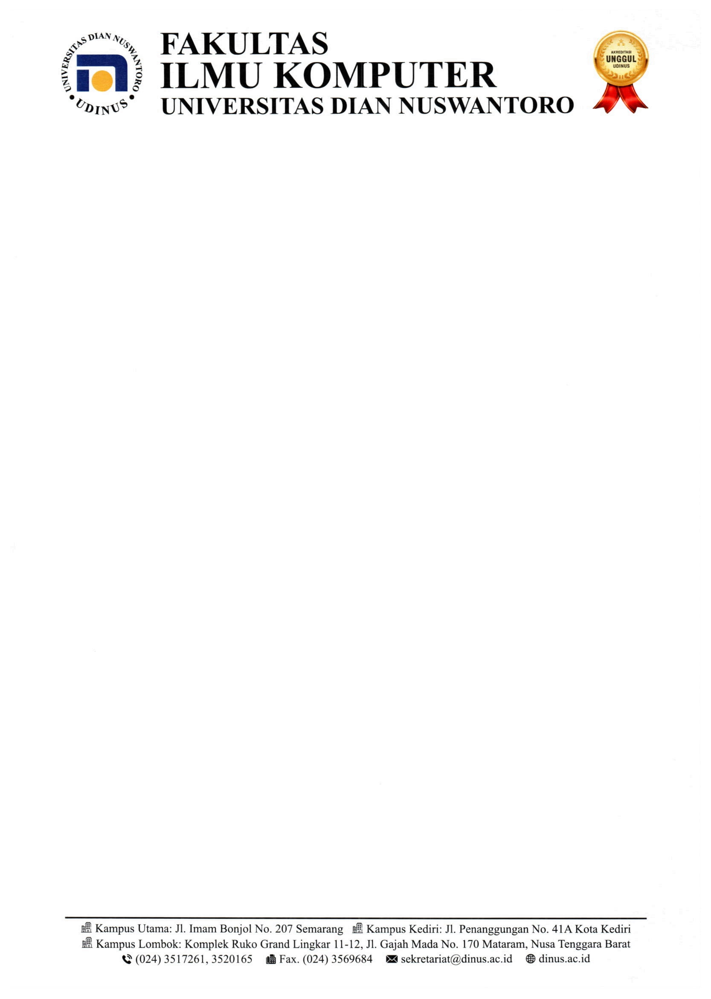 UNIVERSITAS DIAN NUSWANTORO
• UDINUS •
FAKULTAS
ILMU KOMPUTER
UNIVERSITAS DIAN NUSWANTORO
AKREDITASI
UNGGUL
UDINUS
Kampus Utama: Jl. Imam Bonjol No. 207 Semarang Kampus Kediri: Jl. Penanggungan No. 41A Kota Kediri
Kampus Lombok: Komplek Ruko Grand Lingkar 11-12, Jl. Gajah Mada No. 170 Mataram, Nusa Tenggara Barat
(024) 3517261, 3520165 Fax. (024) 3569684 sekretariat@dinus.ac.id dinus.ac.id